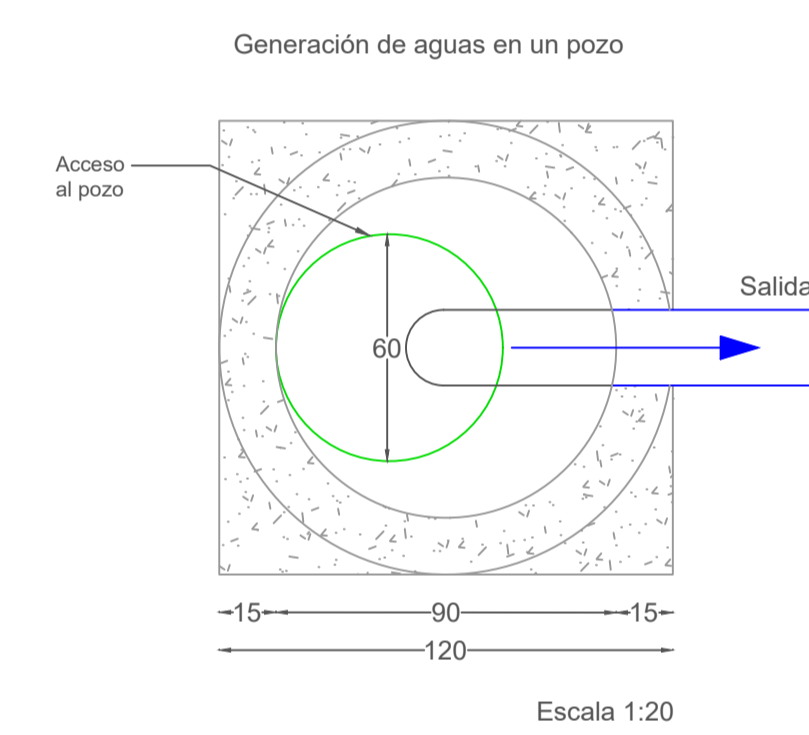 Generación de aguas en un pozo
Acceso
al pozo
Salida
60
15
90
15
120
Escala 1:20